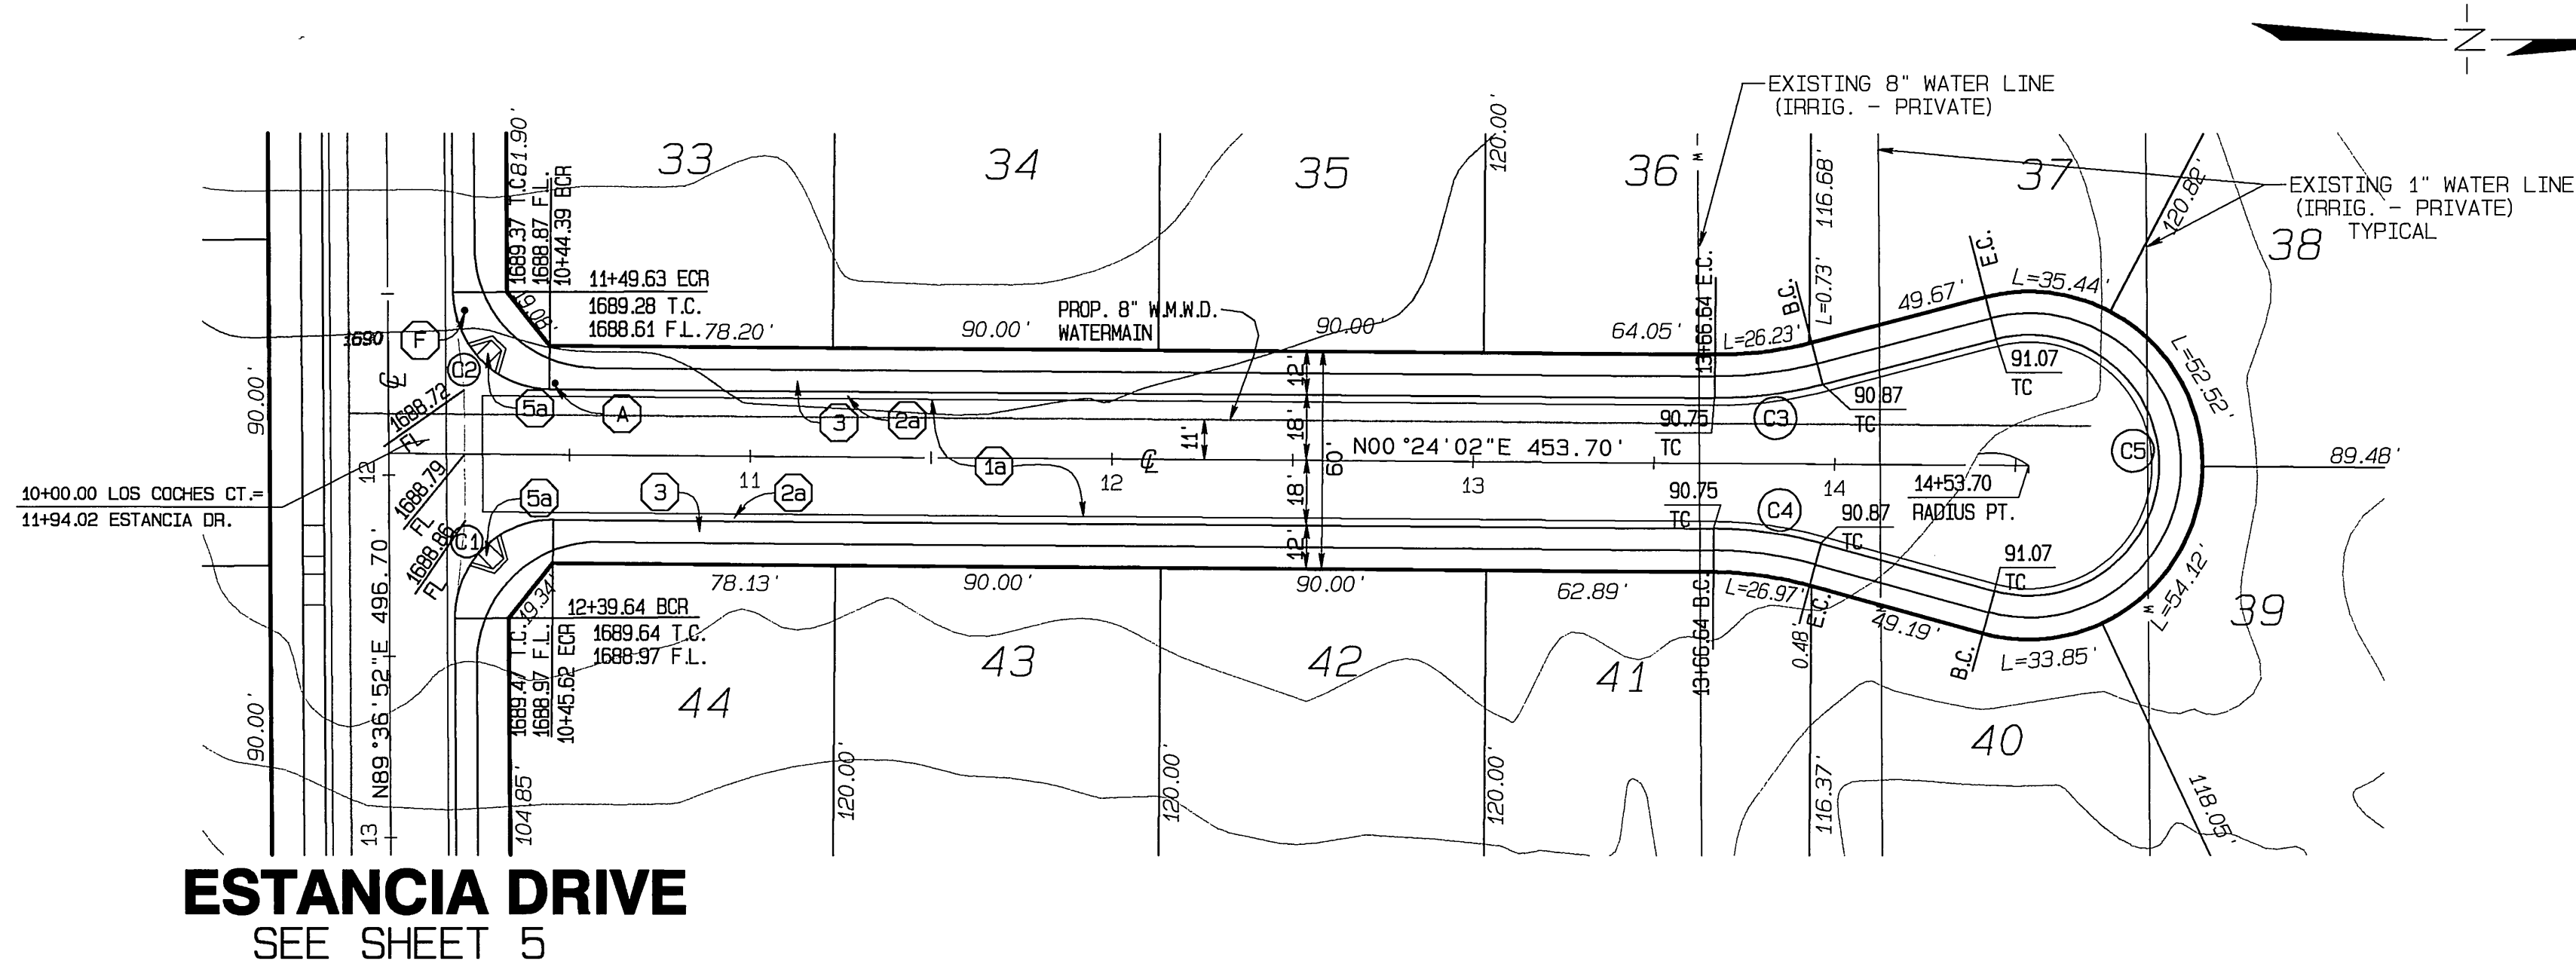 N
EXISTING 8" WATER LINE
(IRRIG. - PRIVATE)
EXISTING 1" WATER LINE
(IRRIG. - PRIVATE)
TYPICAL
33
34
35
36
37
38
81.90'
120.00'
116.68'
120.82'
1689.37 T.C.
1688.87 F.L.
10+44.39 BCR
11+49.63 ECR
1689.28 T.C.
1688.61 F.L.
19.08'
78.20'
90.00'
PROP. 8" W.M.W.D.
WATERMAIN
90.00'
64.05'
13+66.64 E.C.
L=26.23'
B.C.
L=0.73'
49.67'
E.C.
L=35.44'
L=52.52'
1690
F
C2
℄
5a
A
3
2a
12'
18'
11'
60'
18'
12'
90.75
TC
C3
90.87
TC
91.07
TC
C5
90.00'
1688.72
FL
1688.79
FL
1688.86
FL
12
10+00.00 LOS COCHES CT.=
11+94.02 ESTANCIA DR.
5a
3
2a
11
1a
12
℄
N00°24'02"E 453.70'
13
14
14+53.70
RADIUS PT.
89.48'
C1
90.75
TC
C4
90.87
TC
91.07
TC
N89°36'52"E 496.70'
19.34'
78.13'
90.00'
90.00'
62.89'
13+66.64 B.C.
L=26.97'
0.48'
E.C.
49.19'
B.C.
L=33.85'
L=54.12'
12+39.64 BCR
1689.64 T.C.
1688.97 F.L.
1689.47 T.C.
1688.97 F.L.
10+45.62 ECR
44
43
42
41
40
39
90.00'
13
104.85'
120.00'
120.00'
120.00'
116.37'
118.05'
ESTANCIA DRIVE
SEE SHEET 5